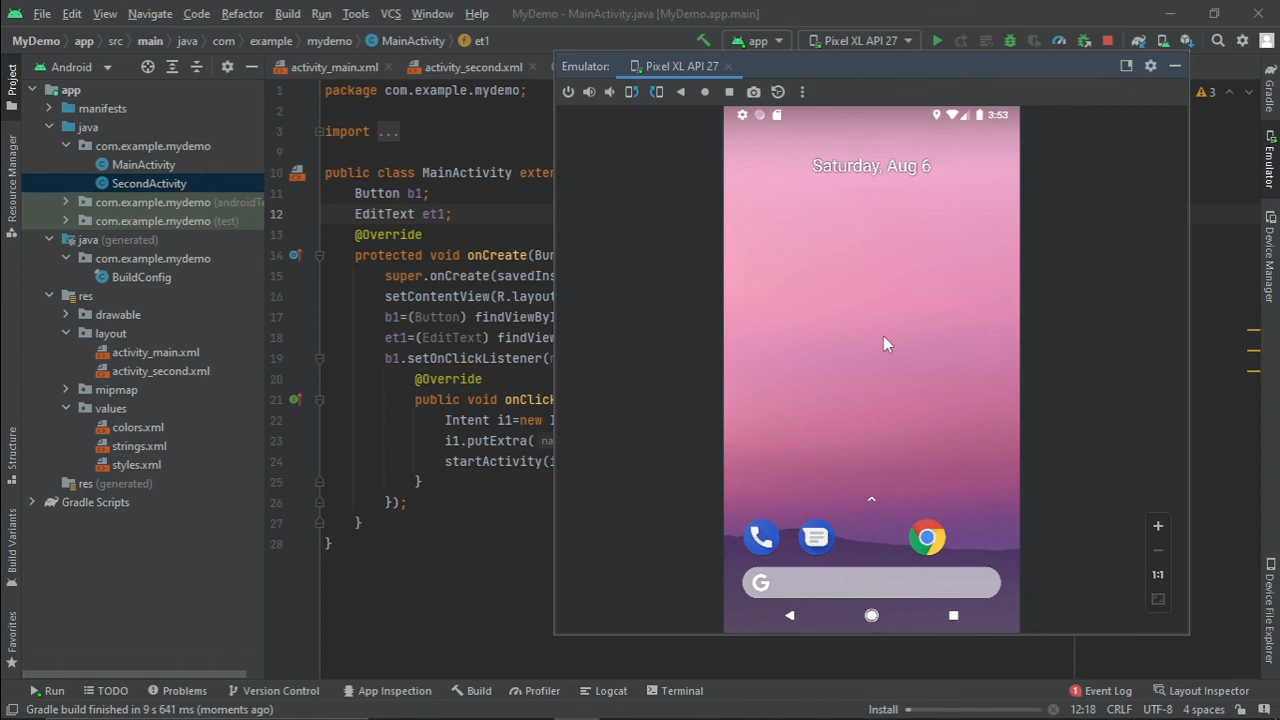 File Edit View Navigate Code Refactor Build Run Tools VCS Window Help MyDemo - MainActivity.java [MyDemo.app.main]
MyDemo app src main java com example mydemo MainActivity et1 app Pixel XL API 27
Project
Android
activity_main.xml activity_second.xml
Emulator: Pixel XL API 27
app
manifests
java
com.example.mydemo
MainActivity
SecondActivity
com.example.mydemo (androidTe
com.example.mydemo (test)
java (generated)
com.example.mydemo
BuildConfig
res
drawable
layout
activity_main.xml
activity_second.xml
mipmap
values
colors.xml
strings.xml
styles.xml
res (generated)
Gradle Scripts
Resource Manager
Structure
Build Variants
Favorites
1 package com.example.mydemo;
2
3 import ...
9
10 public class MainActivity exten
11 Button b1;
12 EditText et1;
13 @Override
14 protected void onCreate(Bun
15 super.onCreate(savedIns
16 setContentView(R.layout
17 b1=(Button) findViewByI
18 et1=(EditText) findView
19 b1.setOnClickListener(n
20 @Override
21 public void onClick
22 Intent i1=new I
23 i1.putExtra( na
24 startActivity(i
25 }
26 });
27 }
28 }
3:53
Saturday, Aug 6
G
1:1
3
Gradle
Emulator
Device Manager
Device File Explorer
Run TODO Problems Version Control App Inspection Build Profiler Logcat Terminal 1 Event Log Layout Inspector
Gradle build finished in 9 s 641 ms (moments ago) Install 12:18 CRLF UTF-8 4 spaces